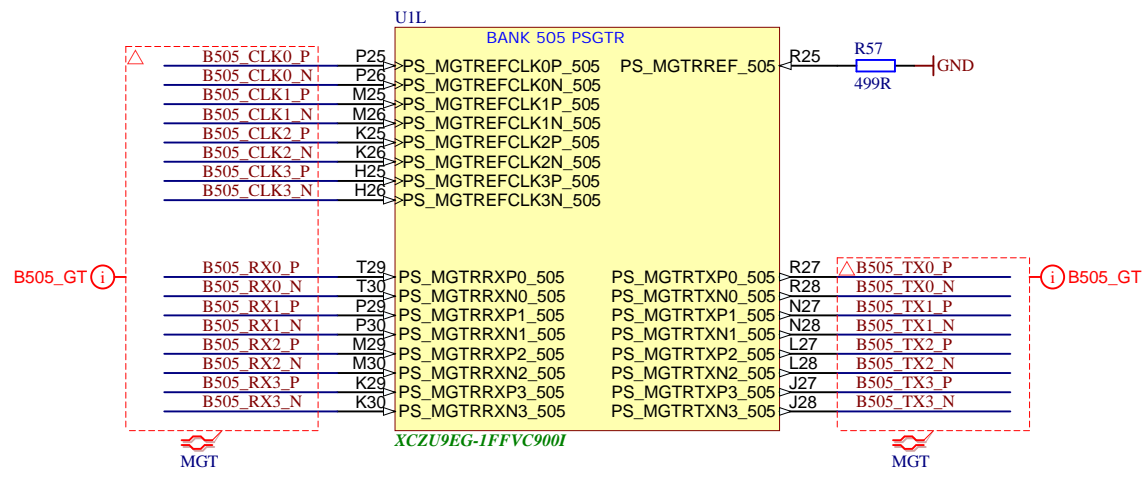 U1L
BANK 505 PSGTR
B505_CLK0_P P25 PS_MGTREFCLK0P_505 PS_MGTRREF_505 R25 R57 GND
499R
B505_CLK0_N P26 PS_MGTREFCLK0N_505
B505_CLK1_P M25 PS_MGTREFCLK1P_505
B505_CLK1_N M26 PS_MGTREFCLK1N_505
B505_CLK2_P K25 PS_MGTREFCLK2P_505
B505_CLK2_N K26 PS_MGTREFCLK2N_505
B505_CLK3_P H25 PS_MGTREFCLK3P_505
B505_CLK3_N H26 PS_MGTREFCLK3N_505
B505_GT i
B505_RX0_P T29 PS_MGTRRXP0_505 PS_MGTRTXP0_505 R27 B505_TX0_P
i B505_GT
B505_RX0_N T30 PS_MGTRRXN0_505 PS_MGTRTXN0_505 R28 B505_TX0_N
B505_RX1_P P29 PS_MGTRRXP1_505 PS_MGTRTXP1_505 N27 B505_TX1_P
B505_RX1_N P30 PS_MGTRRXN1_505 PS_MGTRTXN1_505 N28 B505_TX1_N
B505_RX2_P M29 PS_MGTRRXP2_505 PS_MGTRTXP2_505 L27 B505_TX2_P
B505_RX2_N M30 PS_MGTRRXN2_505 PS_MGTRTXN2_505 L28 B505_TX2_N
B505_RX3_P K29 PS_MGTRRXP3_505 PS_MGTRTXP3_505 J27 B505_TX3_P
B505_RX3_N K30 PS_MGTRRXN3_505 PS_MGTRTXN3_505 J28 B505_TX3_N
XCZU9EG-1FFVC900I
MGT
MGT